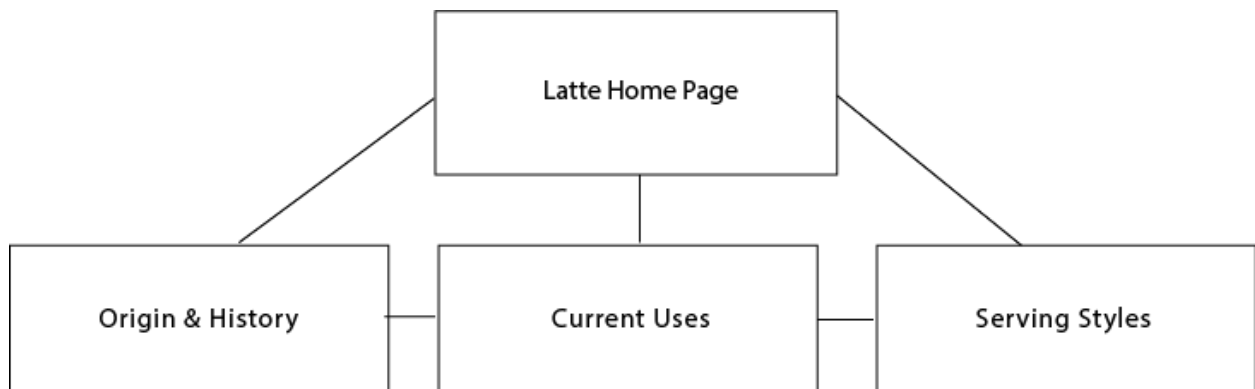 Latte Home Page
Origin & History
Current Uses
Serving Styles